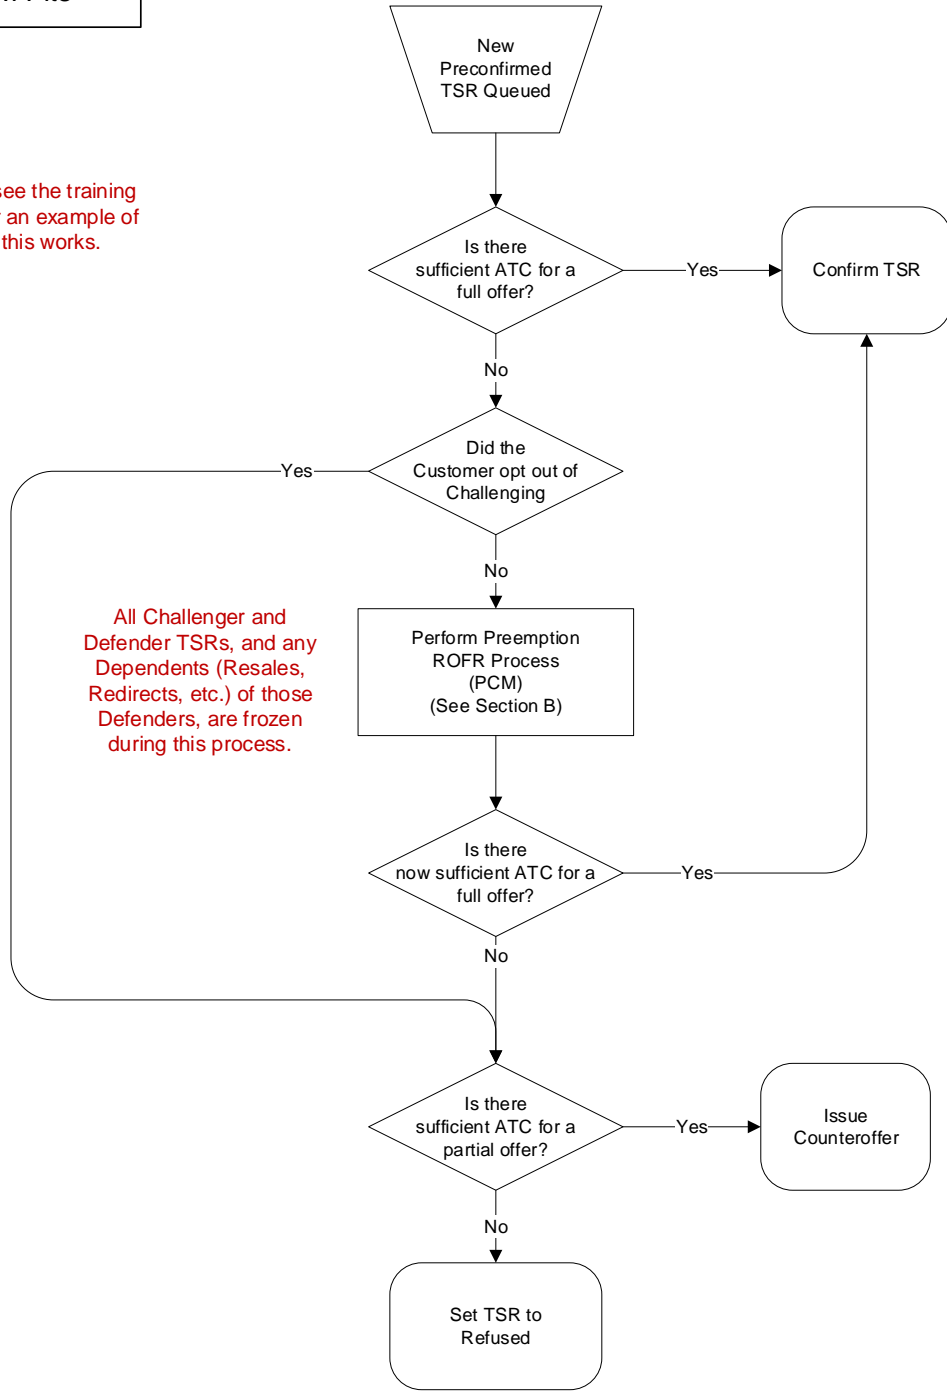 New
Preconfirmed
TSR Queued
see the training
an example of
this works.
Is there
sufficient ATC for a
full offer?
Yes
Confirm TSR
No
Did the
Customer opt out of
Challenging
Yes
No
All Challenger and
Defender TSRs, and any
Dependents (Resales,
Redirects, etc.) of those
Defenders, are frozen
during this process.
Perform Preemption
ROFR Process
(PCM)
(See Section B)
Is there
now sufficient ATC for a
full offer?
Yes
No
Is there
sufficient ATC for a
partial offer?
Yes
Issue
Counteroffer
No
Set TSR to
Refused